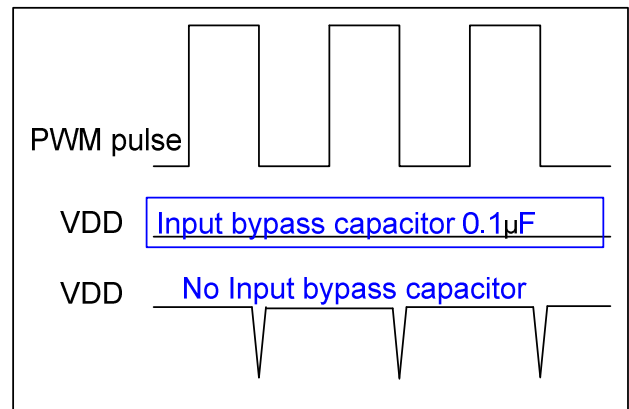 PWM pulse
VDD Input bypass capacitor 0.1µF
VDD No Input bypass capacitor